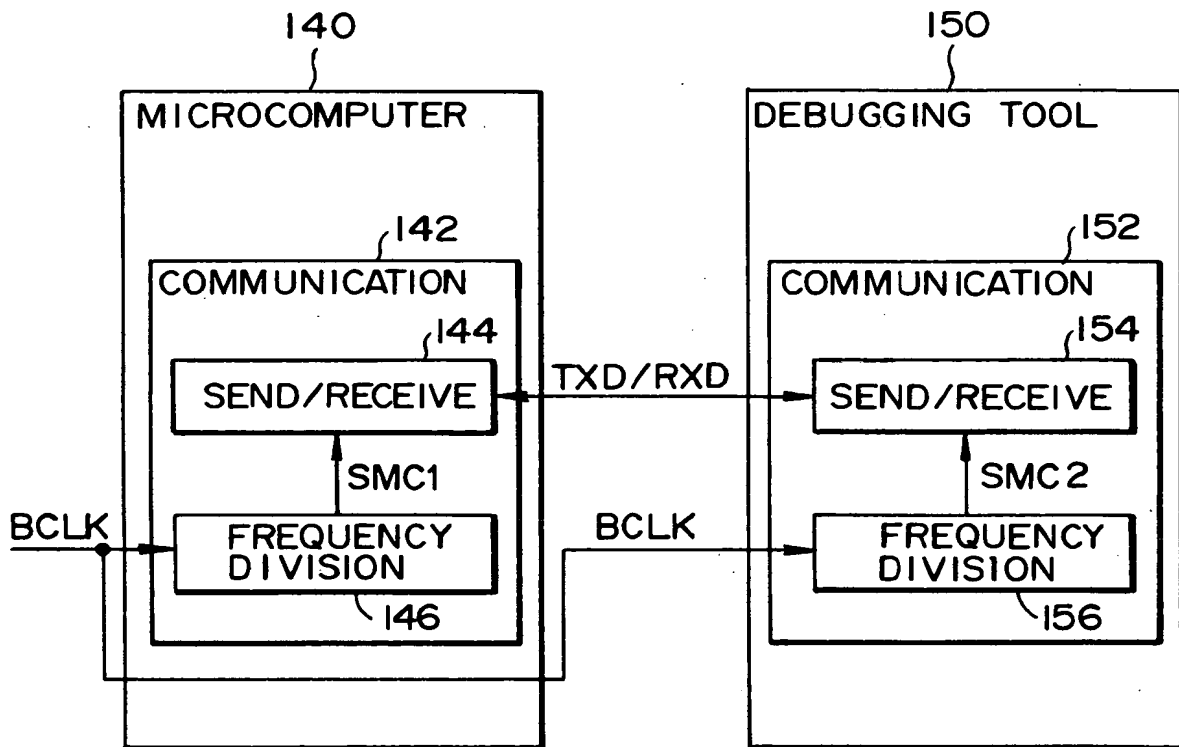 140
150
MICROCOMPUTER
DEBUGGING TOOL
142
152
COMMUNICATION
COMMUNICATION
144
154
SEND/RECEIVE
TXD/RXD
SEND/RECEIVE
SMC1
SMC2
BCLK
FREQUENCY
DIVISION
BCLK
FREQUENCY
DIVISION
146
156